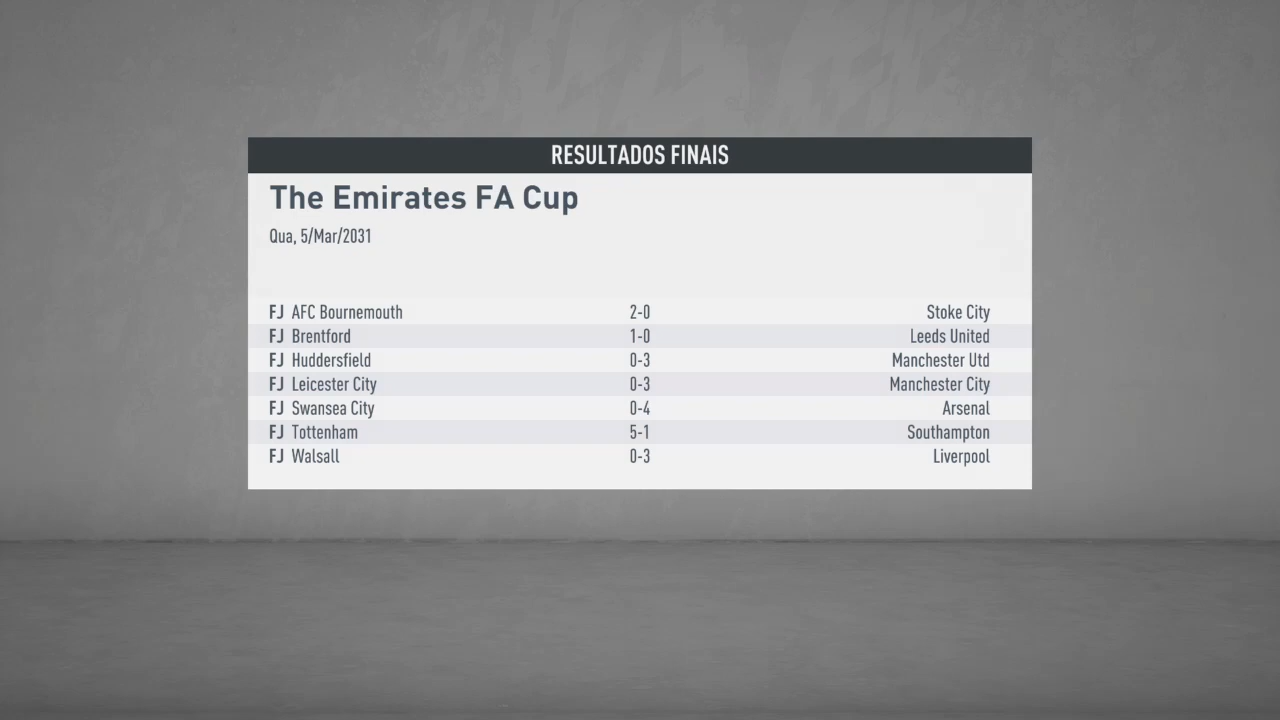 RESULTADOS FINAIS
The Emirates FA Cup
Qua, 5/Mar/2031
FJ AFC Bournemouth 2-0 Stoke City
FJ Brentford 1-0 Leeds United
FJ Huddersfield 0-3 Manchester Utd
FJ Leicester City 0-3 Manchester City
FJ Swansea City 0-4 Arsenal
FJ Tottenham 5-1 Southampton
FJ Walsall 0-3 Liverpool